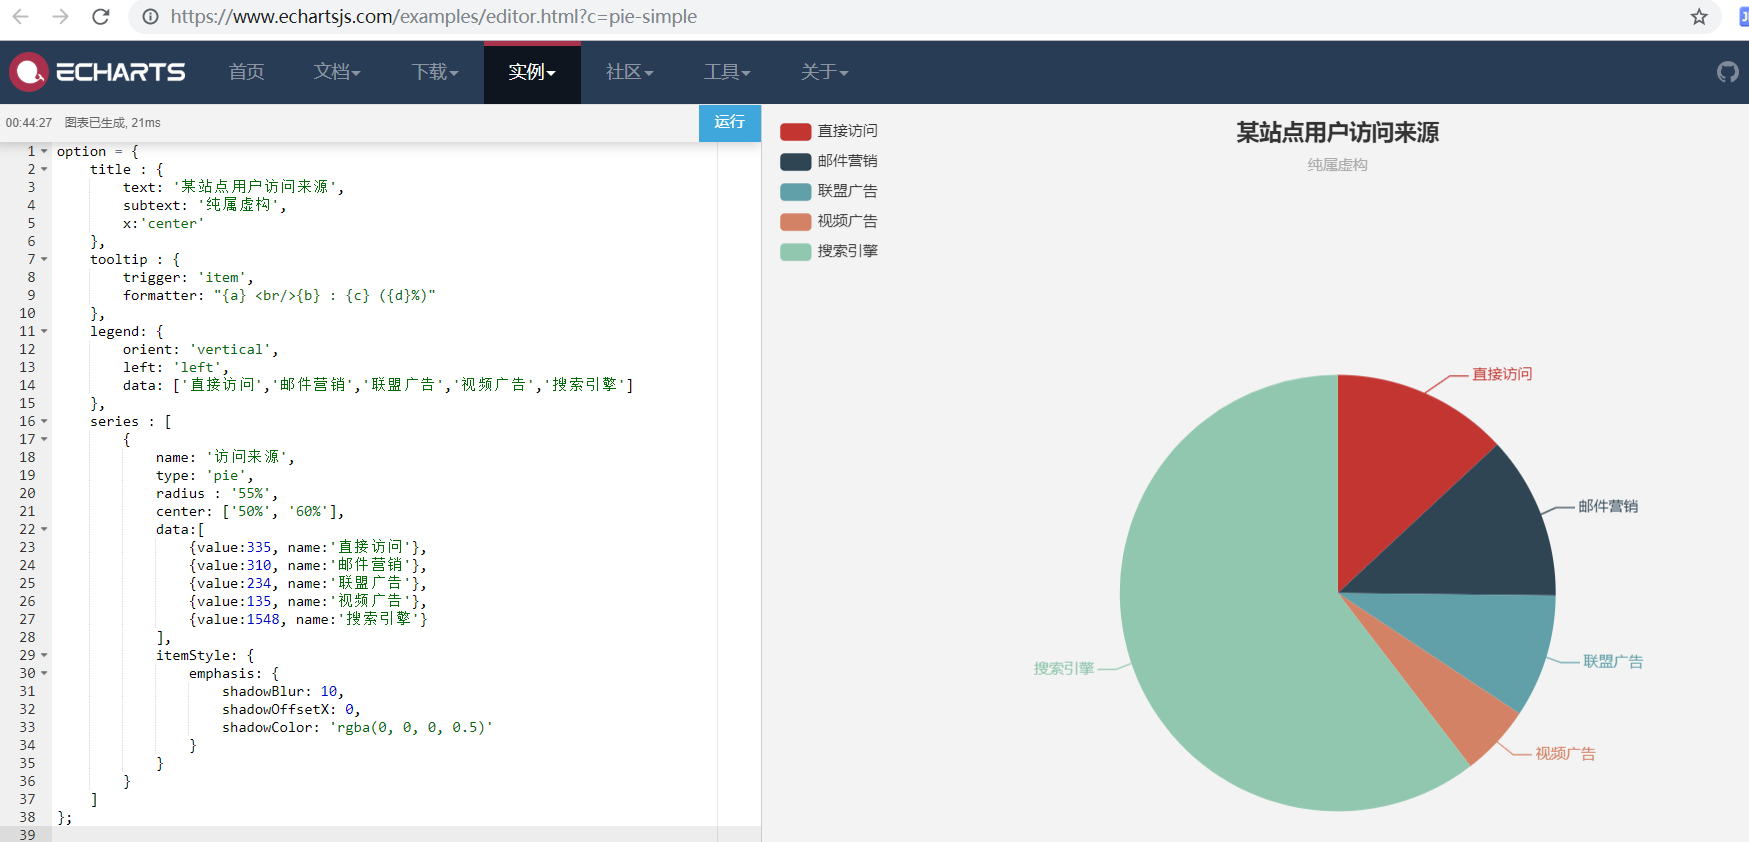 https://www.echartsjs.com/examples/editor.html?c=pie-simple
ECHARTS 首页 文档 下载 实例 社区 工具 关于
00:44:27 图表已生成, 21ms 运行
1 option = {
2 title : {
3 text: '某站点用户访问来源',
4 subtext: '纯属虚构',
5 x:'center'
6 },
7 tooltip : {
8 trigger: 'item',
9 formatter: "{a} <br/>{b} : {c} ({d}%)"
10 },
11 legend: {
12 orient: 'vertical',
13 left: 'left',
14 data: ['直接访问','邮件营销','联盟广告','视频广告','搜索引擎']
15 },
16 series : [
17 {
18 name: '访问来源',
19 type: 'pie',
20 radius : '55%',
21 center: ['50%', '60%'],
22 data:[
23 {value:335, name:'直接访问'},
24 {value:310, name:'邮件营销'},
25 {value:234, name:'联盟广告'},
26 {value:135, name:'视频广告'},
27 {value:1548, name:'搜索引擎'}
28 ],
29 itemStyle: {
30 emphasis: {
31 shadowBlur: 10,
32 shadowOffsetX: 0,
33 shadowColor: 'rgba(0, 0, 0, 0.5)'
34 }
35 }
36 }
37 ]
38 };
39
直接访问
邮件营销
联盟广告
视频广告
搜索引擎
某站点用户访问来源
纯属虚构
直接访问
邮件营销
联盟广告
搜索引擎
视频广告